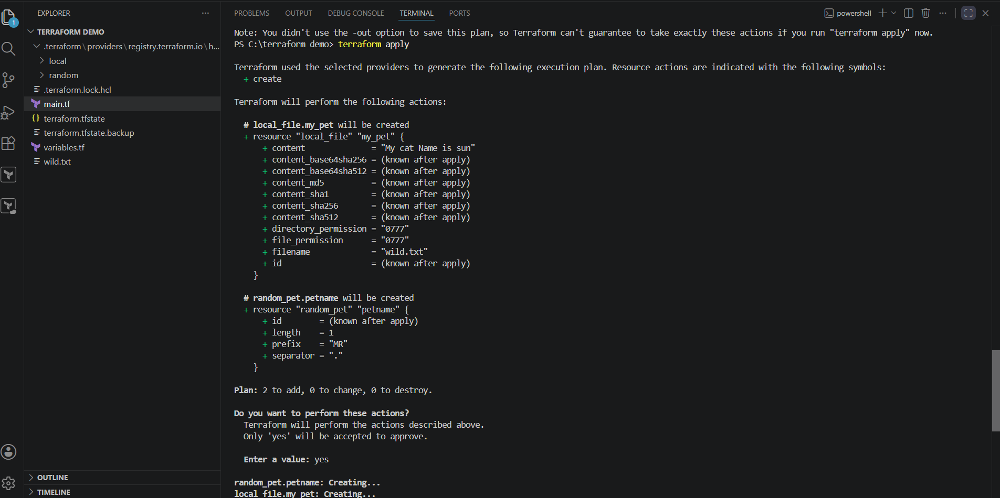 EXPLORER
TERRAFORM DEMO
.terraform\providers\registry.terraform.io\h...
local
random
.terraform.lock.hcl
main.tf
terraform.tfstate
terraform.tfstate.backup
variables.tf
wild.txt
OUTLINE
TIMELINE
1
PROBLEMS OUTPUT DEBUG CONSOLE TERMINAL PORTS
powershell
Note: You didn't use the -out option to save this plan, so Terraform can't guarantee to take exactly these actions if you run "terraform apply" now.
PS C:\terraform demo> terraform apply
Terraform used the selected providers to generate the following execution plan. Resource actions are indicated with the following symbols:
+ create
Terraform will perform the following actions:
# local_file.my_pet will be created
+ resource "local_file" "my_pet" {
+ content = "My cat Name is sun"
+ content_base64sha256 = (known after apply)
+ content_base64sha512 = (known after apply)
+ content_md5 = (known after apply)
+ content_sha1 = (known after apply)
+ content_sha256 = (known after apply)
+ content_sha512 = (known after apply)
+ directory_permission = "0777"
+ file_permission = "0777"
+ filename = "wild.txt"
+ id = (known after apply)
}
# random_pet.petname will be created
+ resource "random_pet" "petname" {
+ id = (known after apply)
+ length = 1
+ prefix = "MR"
+ separator = "."
}
Plan: 2 to add, 0 to change, 0 to destroy.
Do you want to perform these actions?
Terraform will perform the actions described above.
Only 'yes' will be accepted to approve.
Enter a value: yes
random_pet.petname: Creating...
local_file.my_pet: Creating...